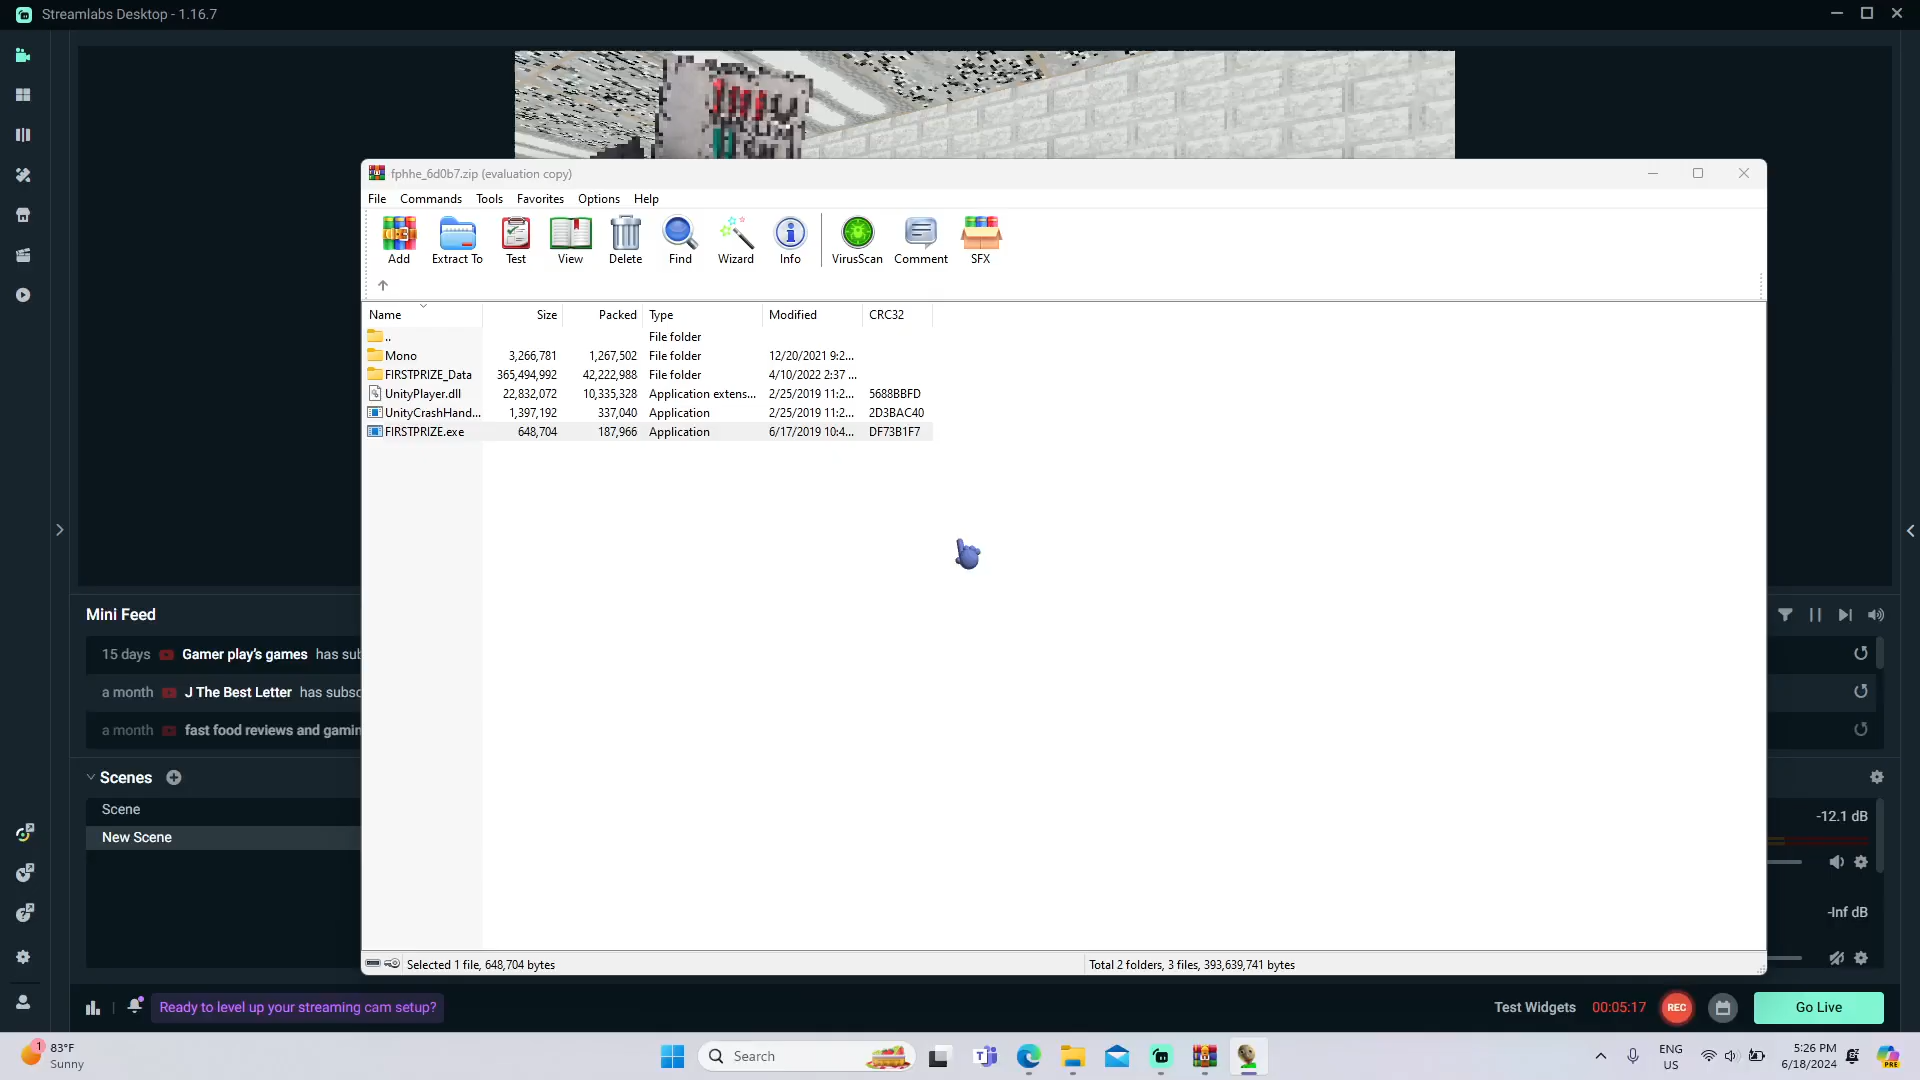 Streamlabs Desktop - 1.16.7
fphhe_6d0b7.zip (evaluation copy)
File Commands Tools Favorites Options Help
Add Extract To Test View Delete Find Wizard Info VirusScan Comment SFX
Name Size Packed Type Modified CRC32
.. File folder
Mono 3,266,781 1,267,502 File folder 12/20/2021 9:2...
FIRSTPRIZE_Data 365,494,992 42,222,988 File folder 4/10/2022 2:37 ...
UnityPlayer.dll 22,832,072 10,335,328 Application extens... 2/25/2019 11:2... 5688BBFD
UnityCrashHand... 1,397,192 337,040 Application 2/25/2019 11:2... 2D3BAC40
FIRSTPRIZE.exe 648,704 187,966 Application 6/17/2019 10:4... DF73B1F7
Mini Feed
15 days Gamer play's games has sub
a month J The Best Letter has subsc
a month fast food reviews and gamin
Scenes
Scene
New Scene
-12.1 dB
-Inf dB
Selected 1 file, 648,704 bytes
Total 2 folders, 3 files, 393,639,741 bytes
Ready to level up your streaming cam setup?
Test Widgets 00:05:17 REC Go Live
1
83°F
Sunny
Search
ENG
US
5:26 PM
6/18/2024
PRE